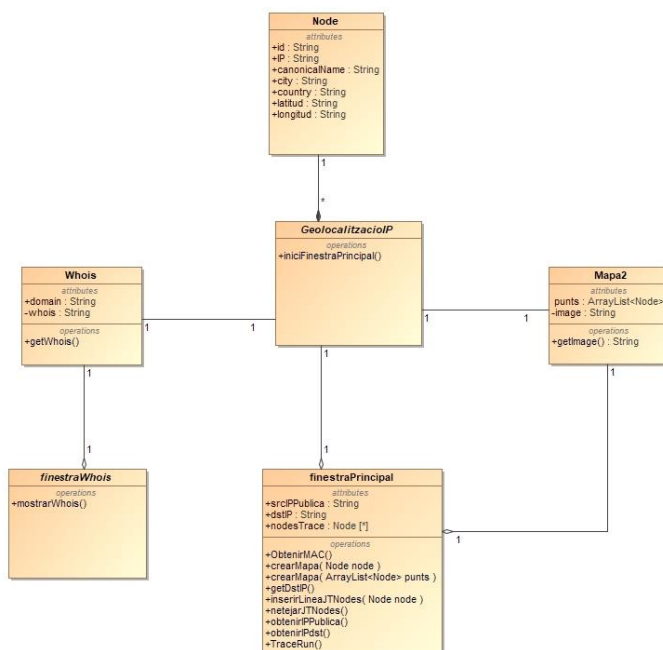 Node
attributes
+id : String
+IP : String
+canonicalName : String
+city : String
+country : String
+latitud : String
+longitud : String
1
*
GeolocalitzacioIP
operations
+iniciFinestraPrincipal()
Whois
attributes
+domain : String
-whois : String
operations
+getWhois()
1
1
1
1
Mapa2
attributes
punts : ArrayList<Node>
-image : String
operations
+getImage() : String
1
1
1
1
1
finestraWhois
operations
+mostrarWhois()
finestraPrincipal
attributes
+srcIPPublica : String
+dstIP : String
+nodesTrace : Node [*]
operations
+ObtenirMAC()
+crearMapa( Node node )
+crearMapa( ArrayList<Node> punts )
+getDstIP()
+inserirLineaJTNodes( Node node )
+netejarJTNodes()
+obtenirIPPublica()
+obtenirIPdst()
+TraceRun()
1